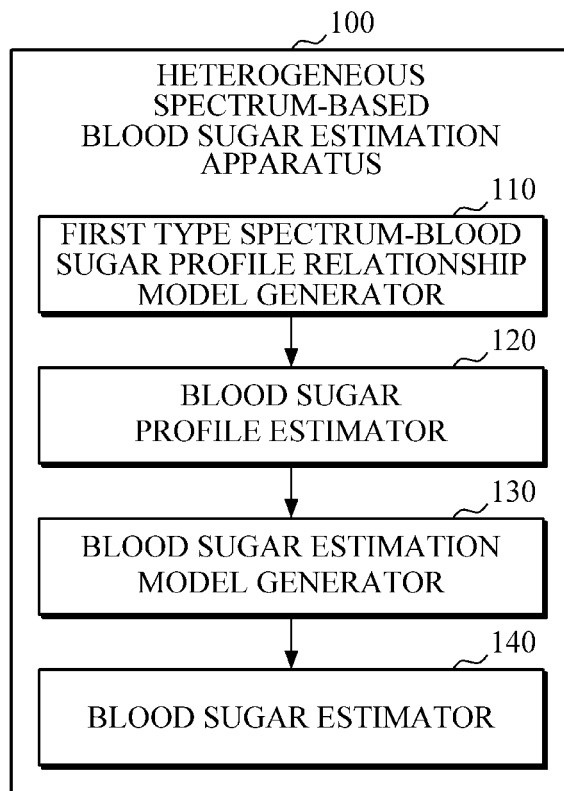 100
HETEROGENEOUS
SPECTRUM-BASED
BLOOD SUGAR ESTIMATION
APPARATUS
110
FIRST TYPE SPECTRUM-BLOOD
SUGAR PROFILE RELATIONSHIP
MODEL GENERATOR
120
BLOOD SUGAR
PROFILE ESTIMATOR
130
BLOOD SUGAR ESTIMATION
MODEL GENERATOR
140
BLOOD SUGAR ESTIMATOR